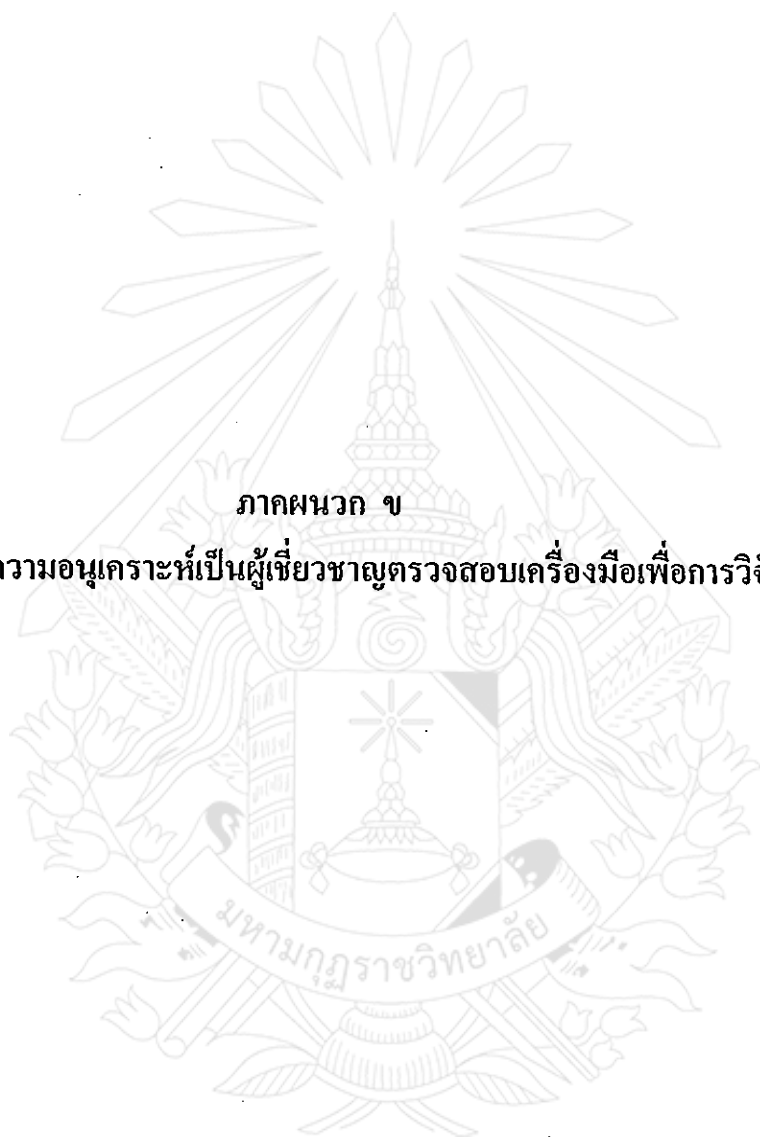 ภาคผนวก ข
ความอนุเคราะห์เป็นผู้เชี่ยวชาญตรวจสอบเครื่องมือเพื่อการวิจั
มหามกุฏราชวิทยาลัย